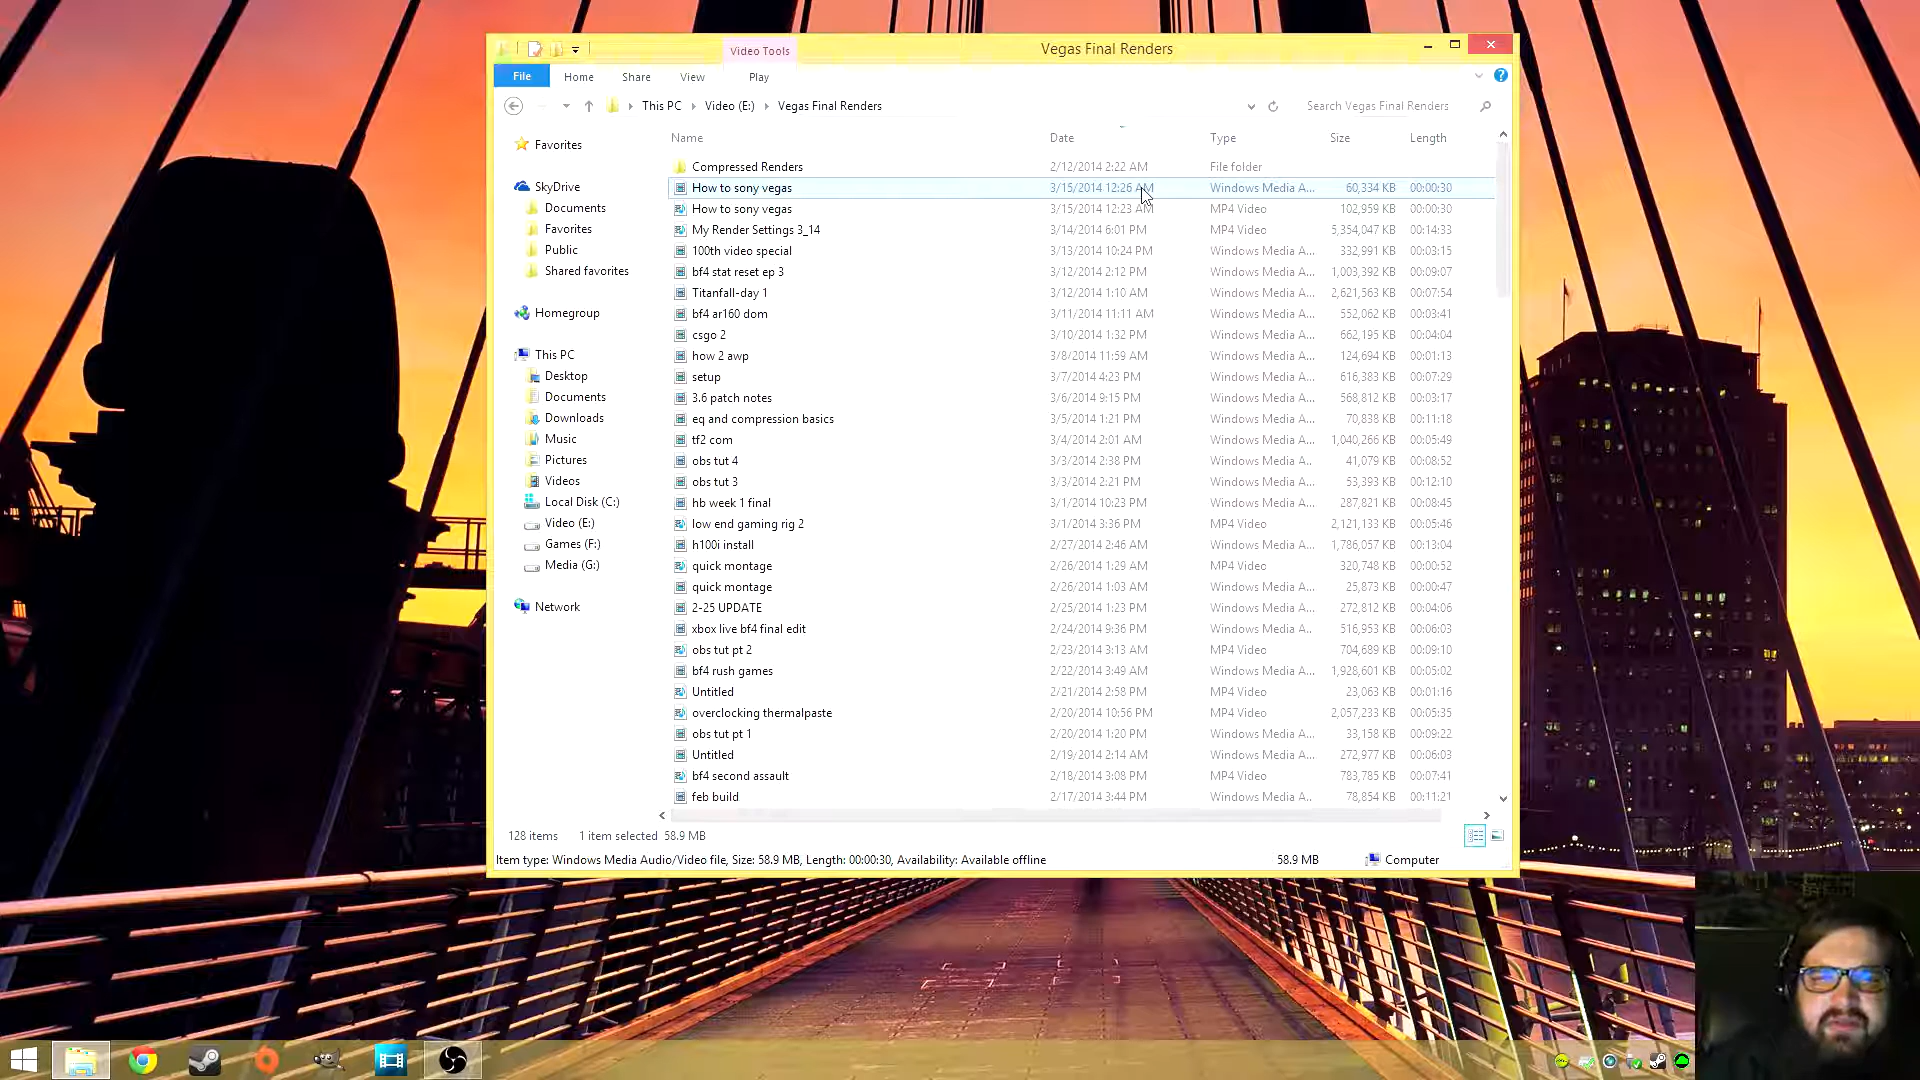 Video Tools
Vegas Final Renders
File Home Share View Play
This PC Video (E:) Vegas Final Renders
Search Vegas Final Renders
Favorites
SkyDrive
Documents
Favorites
Public
Shared favorites
Homegroup
This PC
Desktop
Documents
Downloads
Music
Pictures
Videos
Local Disk (C:)
Video (E:)
Games (F:)
Media (G:)
Network
Name Date Type Size Length
Compressed Renders 2/12/2014 2:22 AM File folder
How to sony vegas 3/15/2014 12:26 AM Windows Media A... 60,334 KB 00:00:30
How to sony vegas 3/15/2014 12:23 AM MP4 Video 102,959 KB 00:00:30
My Render Settings 3_14 3/14/2014 6:01 PM MP4 Video 5,354,047 KB 00:14:33
100th video special 3/13/2014 10:24 PM Windows Media A... 332,991 KB 00:03:15
bf4 stat reset ep 3 3/12/2014 2:12 PM Windows Media A... 1,003,392 KB 00:09:07
Titanfall-day 1 3/12/2014 1:10 AM Windows Media A... 2,621,563 KB 00:07:54
bf4 ar160 dom 3/11/2014 11:11 AM Windows Media A... 552,062 KB 00:03:41
csgo 2 3/10/2014 1:32 PM Windows Media A... 662,195 KB 00:04:04
how 2 awp 3/8/2014 11:59 AM Windows Media A... 124,694 KB 00:01:13
setup 3/7/2014 4:23 PM Windows Media A... 616,383 KB 00:07:29
3.6 patch notes 3/6/2014 9:15 PM Windows Media A... 568,812 KB 00:03:17
eq and compression basics 3/5/2014 1:21 PM Windows Media A... 70,838 KB 00:11:18
tf2 com 3/4/2014 2:01 AM Windows Media A... 1,040,266 KB 00:05:49
obs tut 4 3/3/2014 2:38 PM Windows Media A... 41,079 KB 00:08:52
obs tut 3 3/3/2014 2:21 PM Windows Media A... 53,393 KB 00:12:10
hb week 1 final 3/1/2014 10:23 PM Windows Media A... 287,821 KB 00:08:45
low end gaming rig 2 3/1/2014 3:36 PM MP4 Video 2,121,133 KB 00:05:46
h100i install 2/27/2014 2:46 AM Windows Media A... 1,786,057 KB 00:13:04
quick montage 2/26/2014 1:29 AM MP4 Video 320,748 KB 00:00:52
quick montage 2/26/2014 1:03 AM Windows Media A... 25,873 KB 00:00:47
2-25 UPDATE 2/25/2014 1:23 PM Windows Media A... 272,812 KB 00:04:06
xbox live bf4 final edit 2/24/2014 9:36 PM Windows Media A... 516,953 KB 00:06:03
obs tut pt 2 2/23/2014 3:13 AM MP4 Video 704,689 KB 00:09:10
bf4 rush games 2/22/2014 3:49 AM Windows Media A... 1,928,601 KB 00:05:02
Untitled 2/21/2014 2:58 PM MP4 Video 23,063 KB 00:01:16
overclocking thermalpaste 2/20/2014 10:56 PM MP4 Video 2,057,233 KB 00:05:35
obs tut pt 1 2/20/2014 1:20 PM Windows Media A... 33,158 KB 00:09:22
Untitled 2/19/2014 2:14 AM Windows Media A... 272,977 KB 00:06:03
bf4 second assault 2/18/2014 3:08 PM MP4 Video 783,785 KB 00:07:41
feb build 2/17/2014 3:44 PM Windows Media A... 78,854 KB 00:11:21
128 items 1 item selected 58.9 MB
Item type: Windows Media Audio/Video file, Size: 58.9 MB, Length: 00:00:30, Availability: Available offline 58.9 MB Computer